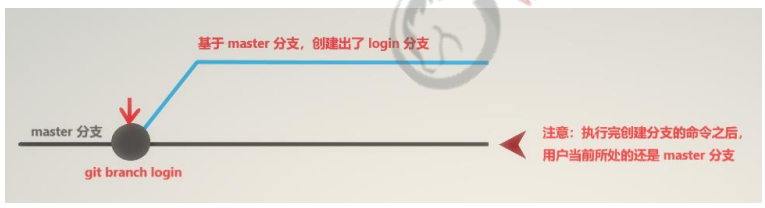 基于 master 分支，创建出了 login 分支
master 分支
注意：执行完创建分支的命令之后，
用户当前所处的还是 master 分支
git branch login